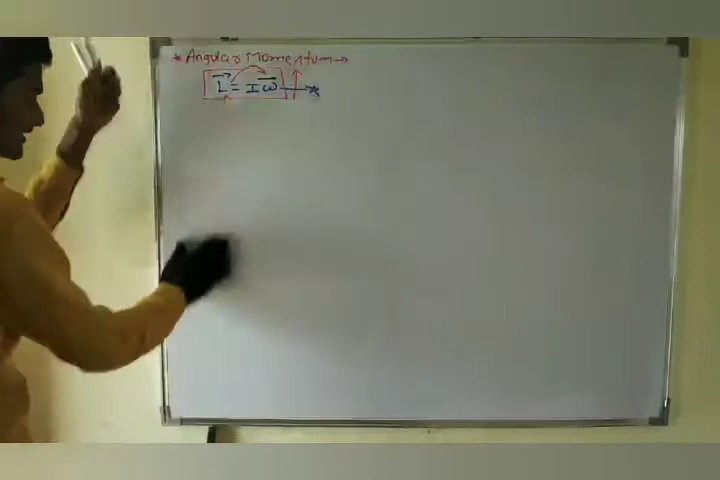 * Angular Momentum →
L⃗ = I ω⃗